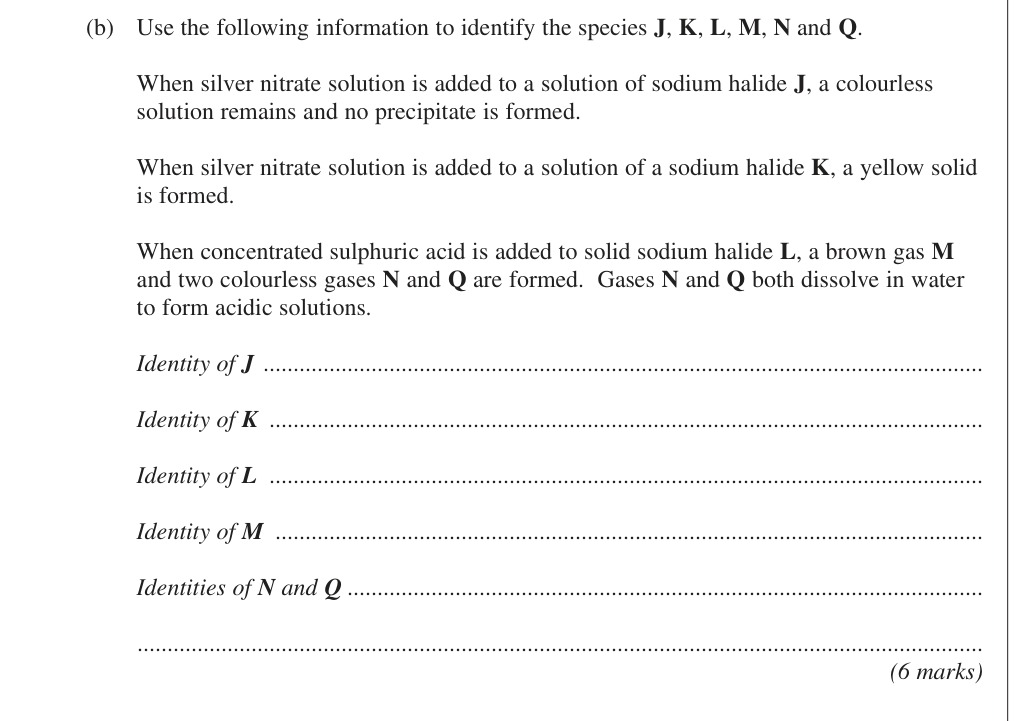 (b) Use the following information to identify the species J, K, L, M, N and Q.
When silver nitrate solution is added to a solution of sodium halide J, a colourless
solution remains and no precipitate is formed.
When silver nitrate solution is added to a solution of a sodium halide K, a yellow solid
is formed.
When concentrated sulphuric acid is added to solid sodium halide L, a brown gas M
and two colourless gases N and Q are formed. Gases N and Q both dissolve in water
to form acidic solutions.
Identity of J ........................................................................................................................
Identity of K .......................................................................................................................
Identity of L .......................................................................................................................
Identity of M ......................................................................................................................
Identities of N and Q ..........................................................................................................
.............................................................................................................................................
(6 marks)